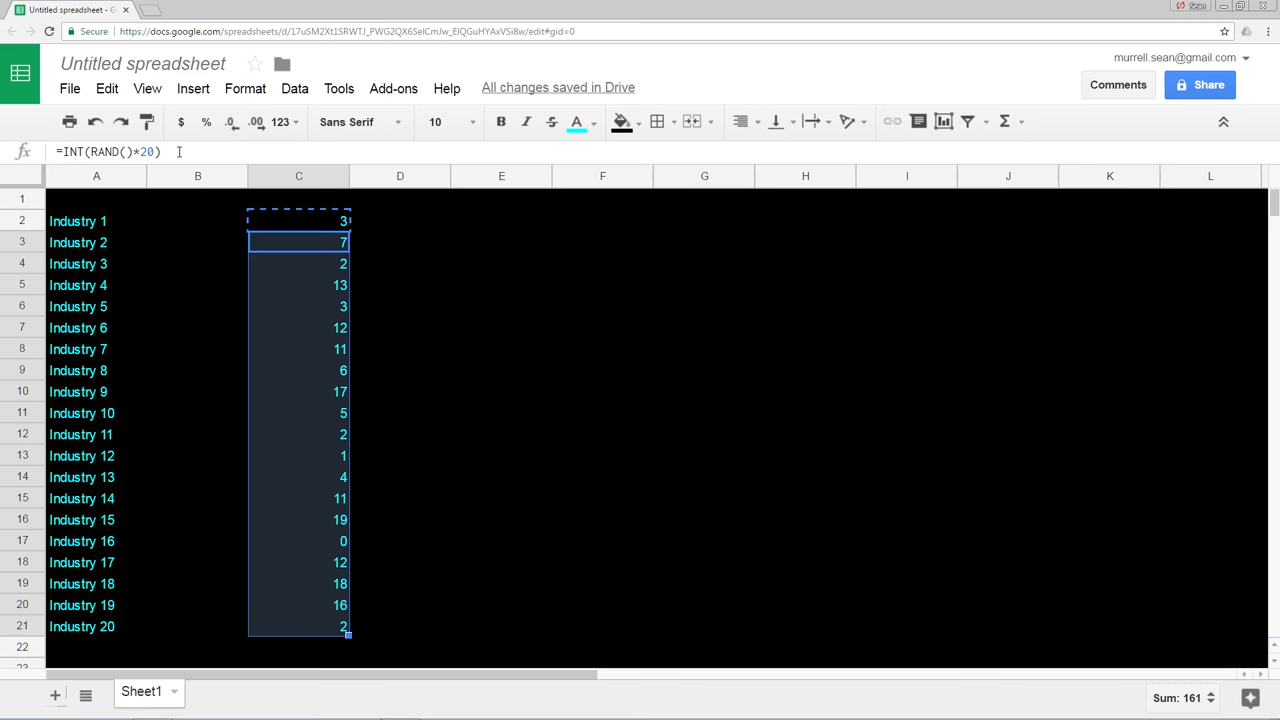 Untitled spreadsheet - G
Sean
Secure
https://docs.google.com/spreadsheets/d/17uSM2Xt1SRWTJ_PWG2QX6SelCmJw_EIQGuHYAxVSi8w/edit#gid=0
Untitled spreadsheet
murrell.sean@gmail.com
File Edit View Insert Format Data Tools Add-ons Help All changes saved in Drive
Comments Share
$ % .0 .00 123 Sans Serif 10 B I S A Σ
fx =INT(RAND()*20)
A B C D E F G H I J K L
1
2 Industry 1 3
3 Industry 2 7
4 Industry 3 2
5 Industry 4 13
6 Industry 5 3
7 Industry 6 12
8 Industry 7 11
9 Industry 8 6
10 Industry 9 17
11 Industry 10 5
12 Industry 11 2
13 Industry 12 1
14 Industry 13 4
15 Industry 14 11
16 Industry 15 19
17 Industry 16 0
18 Industry 17 12
19 Industry 18 18
20 Industry 19 16
21 Industry 20 2
22
23
Sheet1
Sum: 161